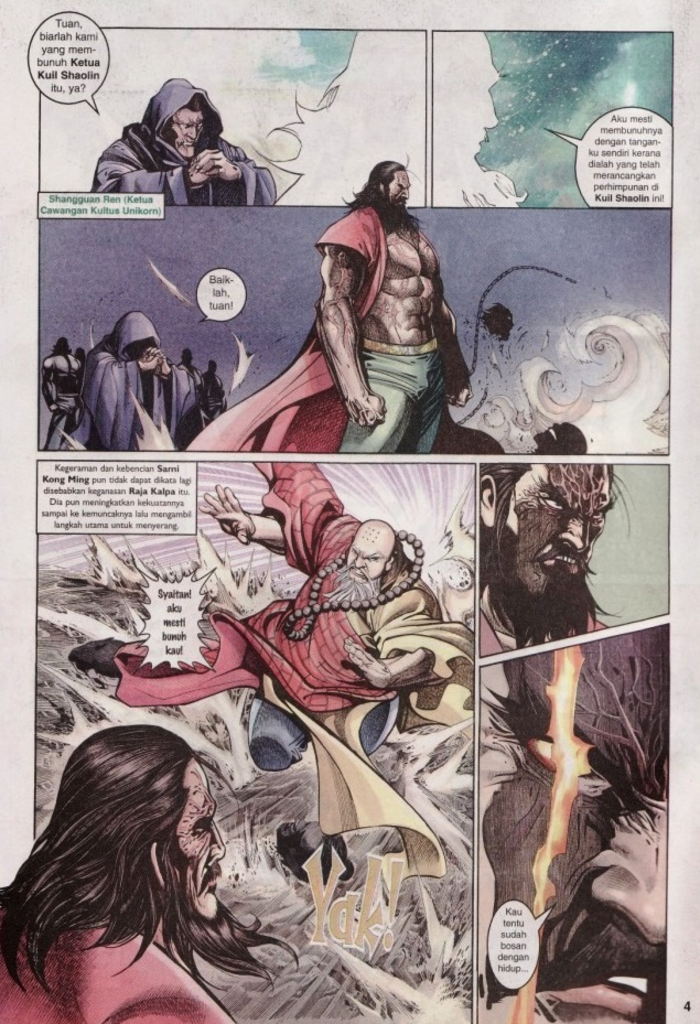 Tuan,
biarlah kami
yang mem-
bunuh Ketua
Kuil Shaolin
itu, ya?
Aku mesti
membunuhnya
dengan tangan-
ku sendiri kerana
dialah yang telah
merancangkan
perhimpunan di
Kuil Shaolin ini!
Shangguan Ren (Ketua
Cawangan Kultus Unikorn)
Baik-
lah,
tuan!
Kegeraman dan kebencian Sami
Kong Ming pun tidak dapat dikata lagi
disebabkan keganasan Raja Kalpa itu.
Dia pun meningkatkan kekuatannya
sampai ke kemuncaknya lalu mengambil
langkah utama untuk menyerang.
Syaitan!
aku
mesti
bunuh
kau!
Yak!
Kau
tentu
sudah
bosan
dengan
hidup...
4